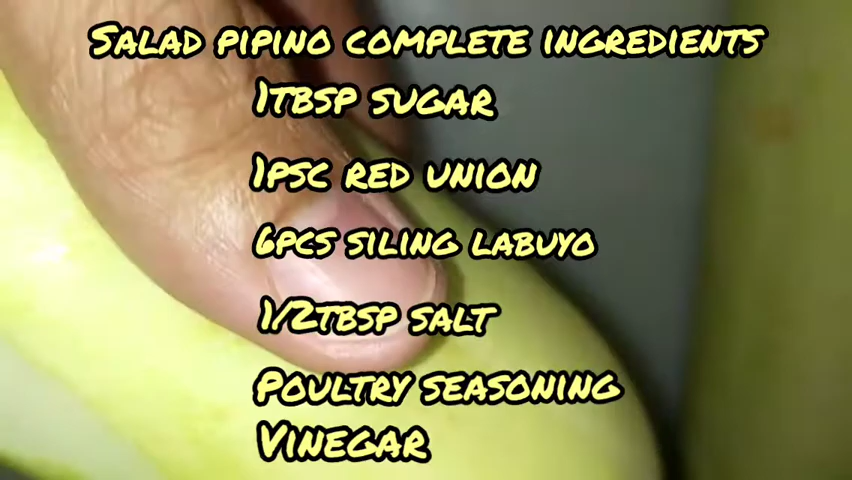 Salad pipino complete ingredients
1tbsp sugar
1psc red union
6pcs siling labuyo
1/2tbsp salt
Poultry seasoning
Vinegar